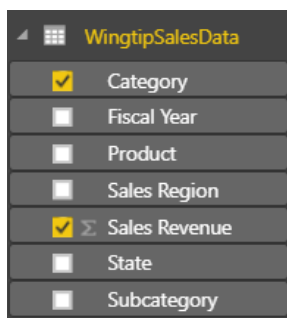 WingtipSalesData
Category
Fiscal Year
Product
Sales Region
Σ Sales Revenue
State
Subcategory